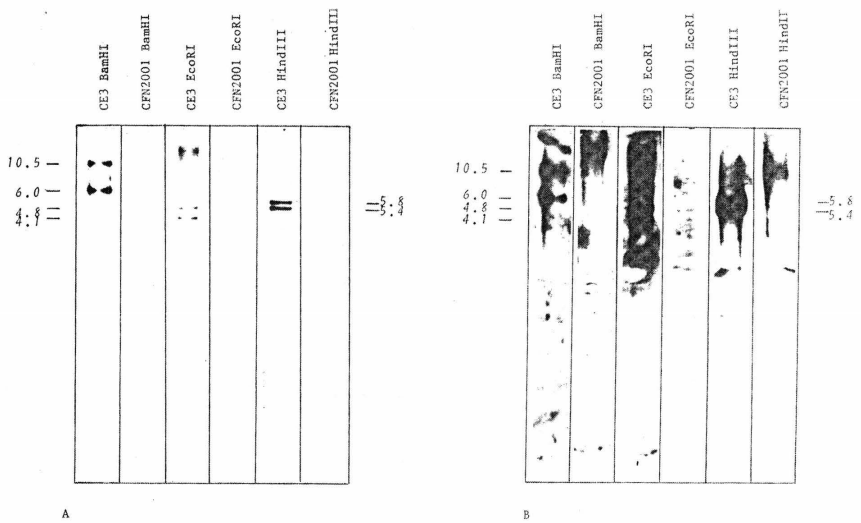 CE3 BamHI
CFN2001 BamHI
CE3 EcoRI
CFN2001 EcoRI
CE3 HindIII
CFN2001 HindIII
10.5
6.0
4.8
4.1
5.8
5.4
A
CE3 BamHI
CFN2001 BamHI
CE3 EcoRI
CFN2001 EcoRI
CE3 HindIII
CFN2001 HindII
10.5
6.0
4.8
4.1
5.8
5.4
B